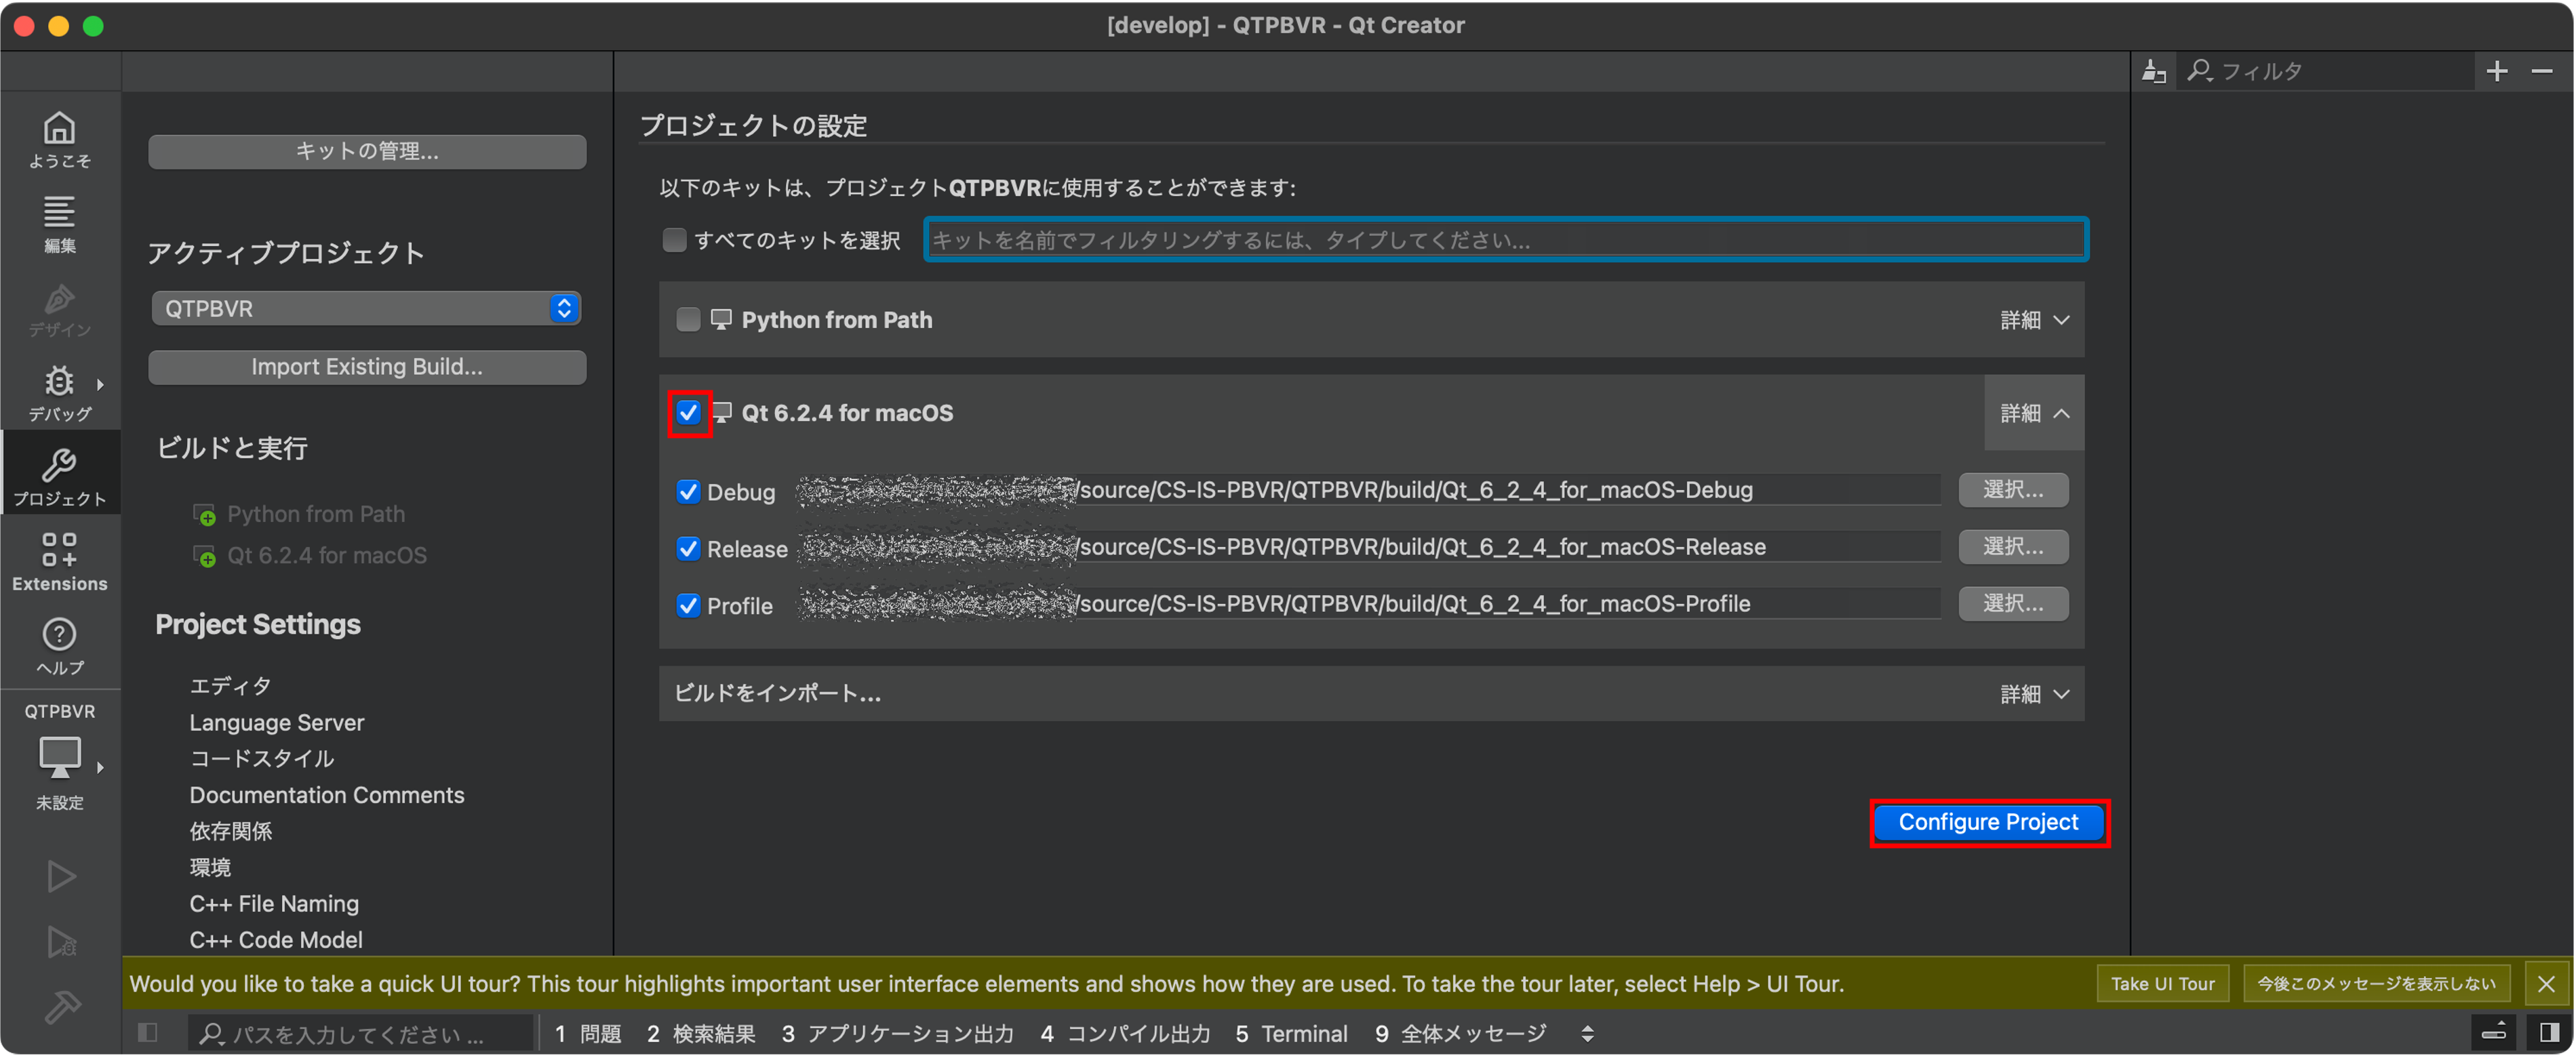 [develop] - QTPBVR - Qt Creator
フィルタ
ようこそ
編集
デザイン
デバッグ
プロジェクト
Extensions
ヘルプ
QTPBVR
未設定
キットの管理...
アクティブプロジェクト
QTPBVR
Import Existing Build...
ビルドと実行
Python from Path
Qt 6.2.4 for macOS
Project Settings
エディタ
Language Server
コードスタイル
Documentation Comments
依存関係
環境
C++ File Naming
C++ Code Model
プロジェクトの設定
以下のキットは、プロジェクトQTPBVRに使用することができます:
すべてのキットを選択 キットを名前でフィルタリングするには、タイプしてください...
Python from Path 詳細
Qt 6.2.4 for macOS 詳細
Debug /source/CS-IS-PBVR/QTPBVR/build/Qt_6_2_4_for_macOS-Debug 選択...
Release /source/CS-IS-PBVR/QTPBVR/build/Qt_6_2_4_for_macOS-Release 選択...
Profile /source/CS-IS-PBVR/QTPBVR/build/Qt_6_2_4_for_macOS-Profile 選択...
ビルドをインポート... 詳細
Configure Project
Would you like to take a quick UI tour? This tour highlights important user interface elements and shows how they are used. To take the tour later, select Help > UI Tour. Take UI Tour 今後このメッセージを表示しない
パスを入力してください ... 1 問題 2 検索結果 3 アプリケーション出力 4 コンパイル出力 5 Terminal 9 全体メッセージ